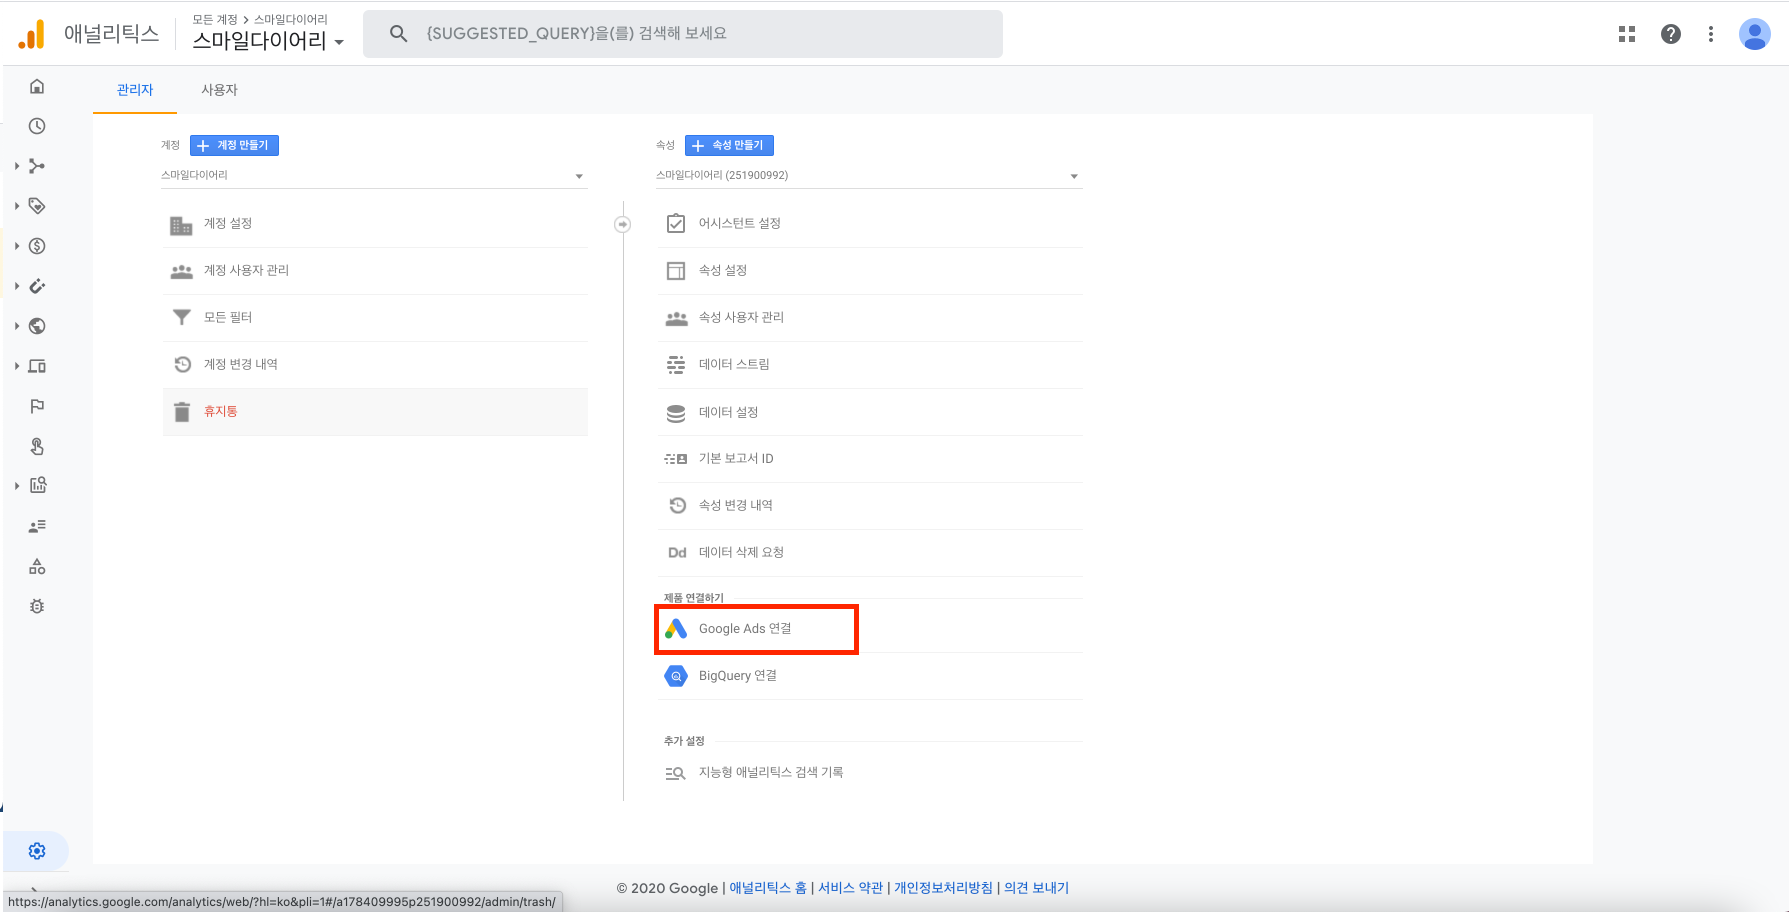 애널리틱스
모든 계정 > 스마일다이어리
스마일다이어리
{SUGGESTED_QUERY}을(를) 검색해 보세요
관리자
사용자
계정
계정 만들기
스마일다이어리
계정 설정
계정 사용자 관리
모든 필터
계정 변경 내역
휴지통
속성
속성 만들기
스마일다이어리 (251900992)
어시스턴트 설정
속성 설정
속성 사용자 관리
데이터 스트림
데이터 설정
기본 보고서 ID
속성 변경 내역
Dd 데이터 삭제 요청
제품 연결하기
Google Ads 연결
BigQuery 연결
추가 설정
지능형 애널리틱스 검색 기록
© 2020 Google | 애널리틱스 홈 | 서비스 약관 | 개인정보처리방침 | 의견 보내기
https://analytics.google.com/analytics/web/?hl=ko&pli=1#/a178409995p251900992/admin/trash/